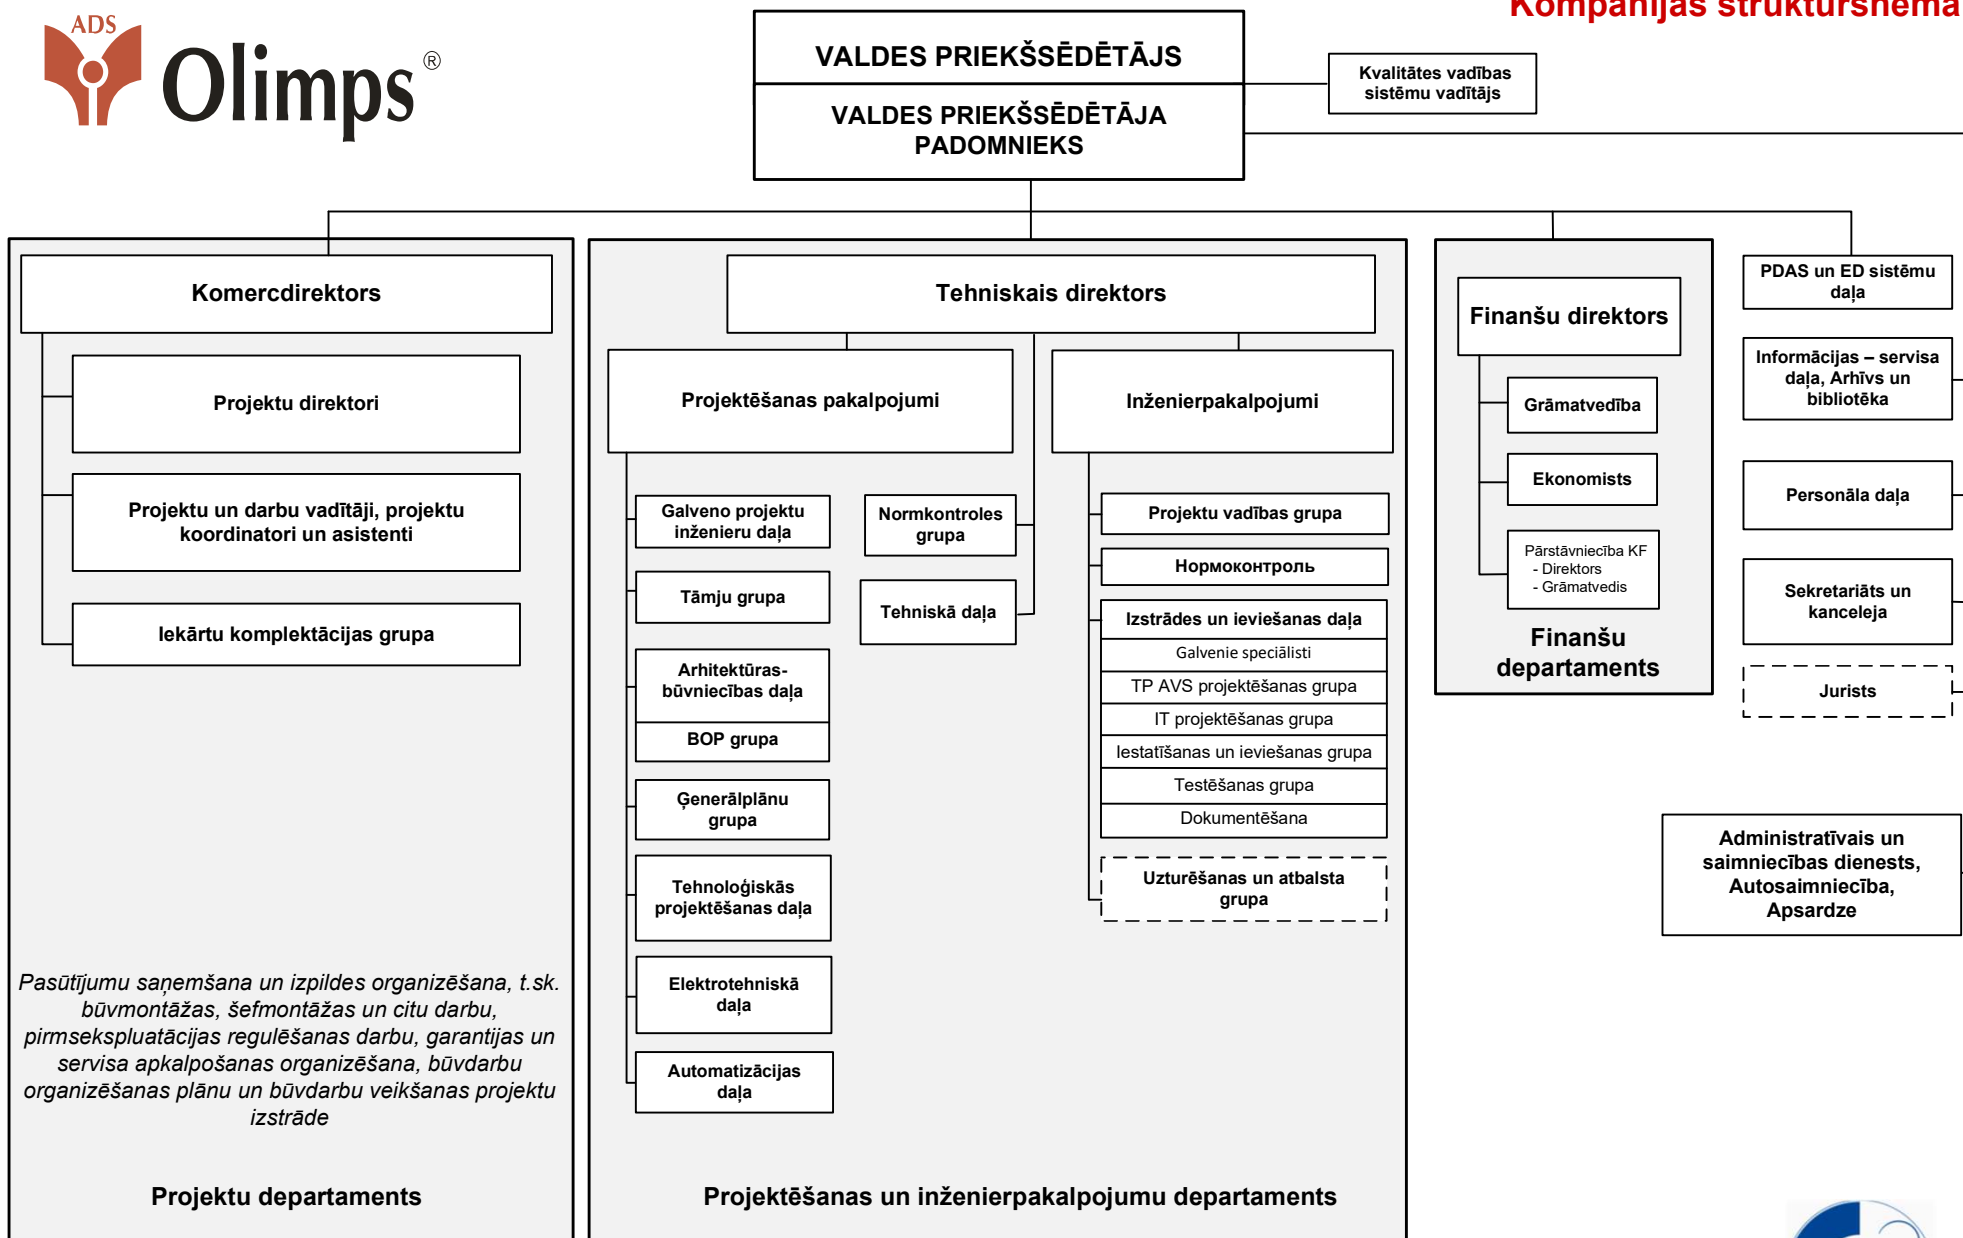 Kompānijas struktūrshēma
ADS
Olimps®
VALDES PRIEKŠSĒDĒTĀJS
VALDES PRIEKŠSĒDĒTĀJA
PADOMNIEKS
Kvalitātes vadības
sistēmu vadītājs
Komercdirektors
Projektu direktori
Projektu un darbu vadītāji, projektu
koordinatori un asistenti
Iekārtu komplektācijas grupa
Pasūtījumu saņemšana un izpildes organizēšana, t.sk.
būvmontāžas, šefmontāžas un citu darbu,
pirmsekspluatācijas regulēšanas darbu, garantijas un
servisa apkalpošanas organizēšana, būvdarbu
organizēšanas plānu un būvdarbu veikšanas projektu
izstrāde
Projektu departaments
Tehniskais direktors
Projektēšanas pakalpojumi
Galveno projektu
inženieru daļa
Tāmju grupa
Arhitektūras-
būvniecības daļa
BOP grupa
Ģenerālplānu
grupa
Tehnoloģiskās
projektēšanas daļa
Elektrotehniskā
daļa
Automatizācijas
daļa
Normkontroles
grupa
Tehniskā daļa
Inženierpakalpojumi
Projektu vadības grupa
Нормоконтроль
Izstrādes un ieviešanas daļa
Galvenie speciālisti
TP AVS projektēšanas grupa
IT projektēšanas grupa
Iestatīšanas un ieviešanas grupa
Testēšanas grupa
Dokumentēšana
Uzturēšanas un atbalsta
grupa
Projektēšanas un inženierpakalpojumu departaments
Finanšu direktors
Grāmatvedība
Ekonomists
Pārstāvniecība KF
- Direktors
- Grāmatvedis
Finanšu
departaments
PDAS un ED sistēmu
daļa
Informācijas – servisa
daļa, Arhīvs un
bibliotēka
Personāla daļa
Sekretariāts un
kanceleja
Jurists
Administratīvais un
saimniecības dienests,
Autosaimniecība,
Apsardze